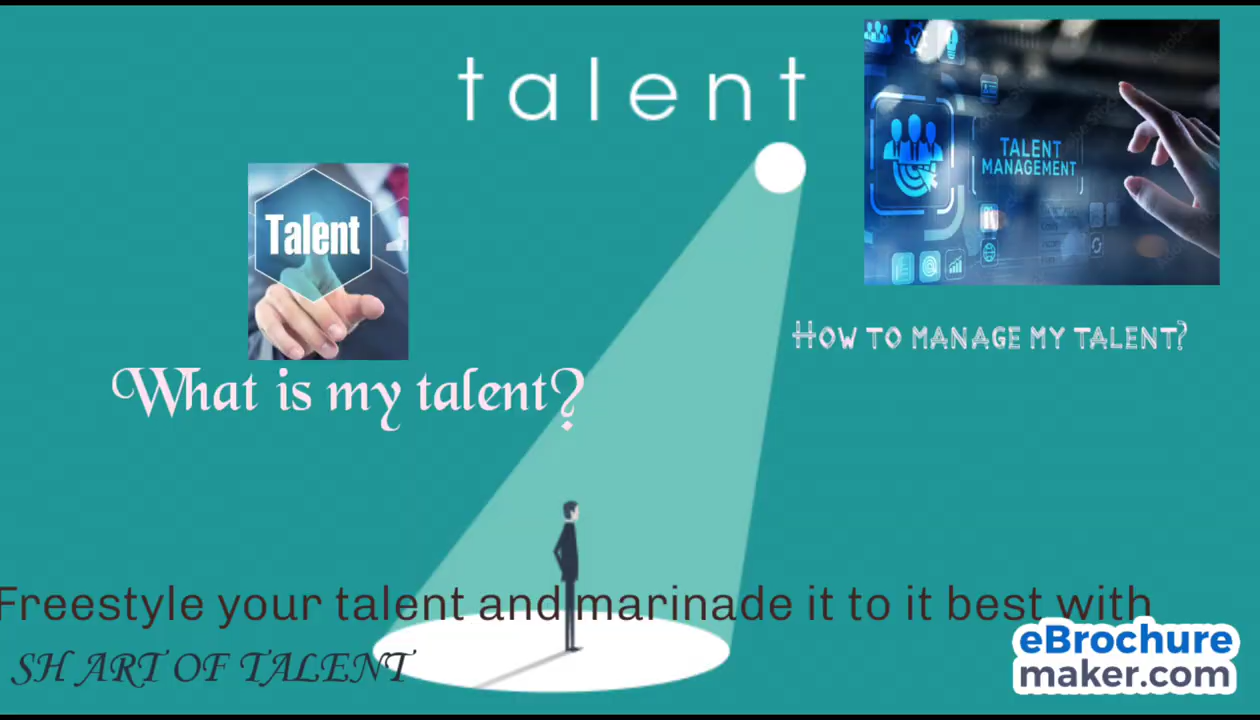 talent
TALENT
MANAGEMENT
Talent
How to manage my talent?
What is my talent?
Freestyle your talent and marinade it to it best with
SH ART OF TALENT
eBrochure
maker.com